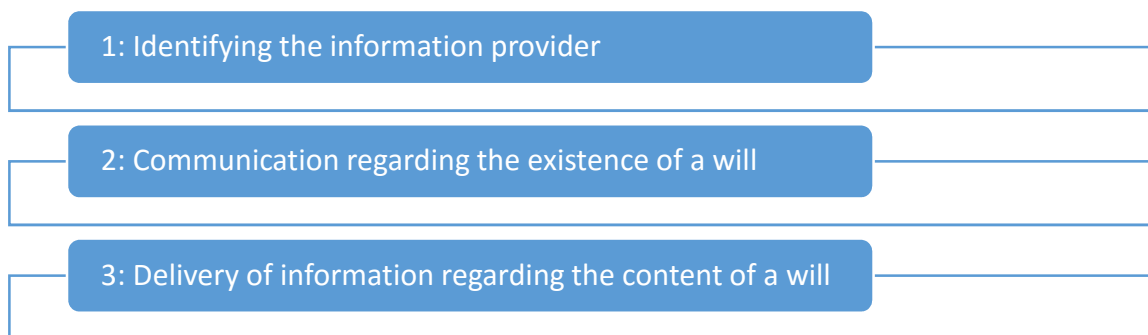 1: Identifying the information provider
2: Communication regarding the existence of a will
3: Delivery of information regarding the content of a will